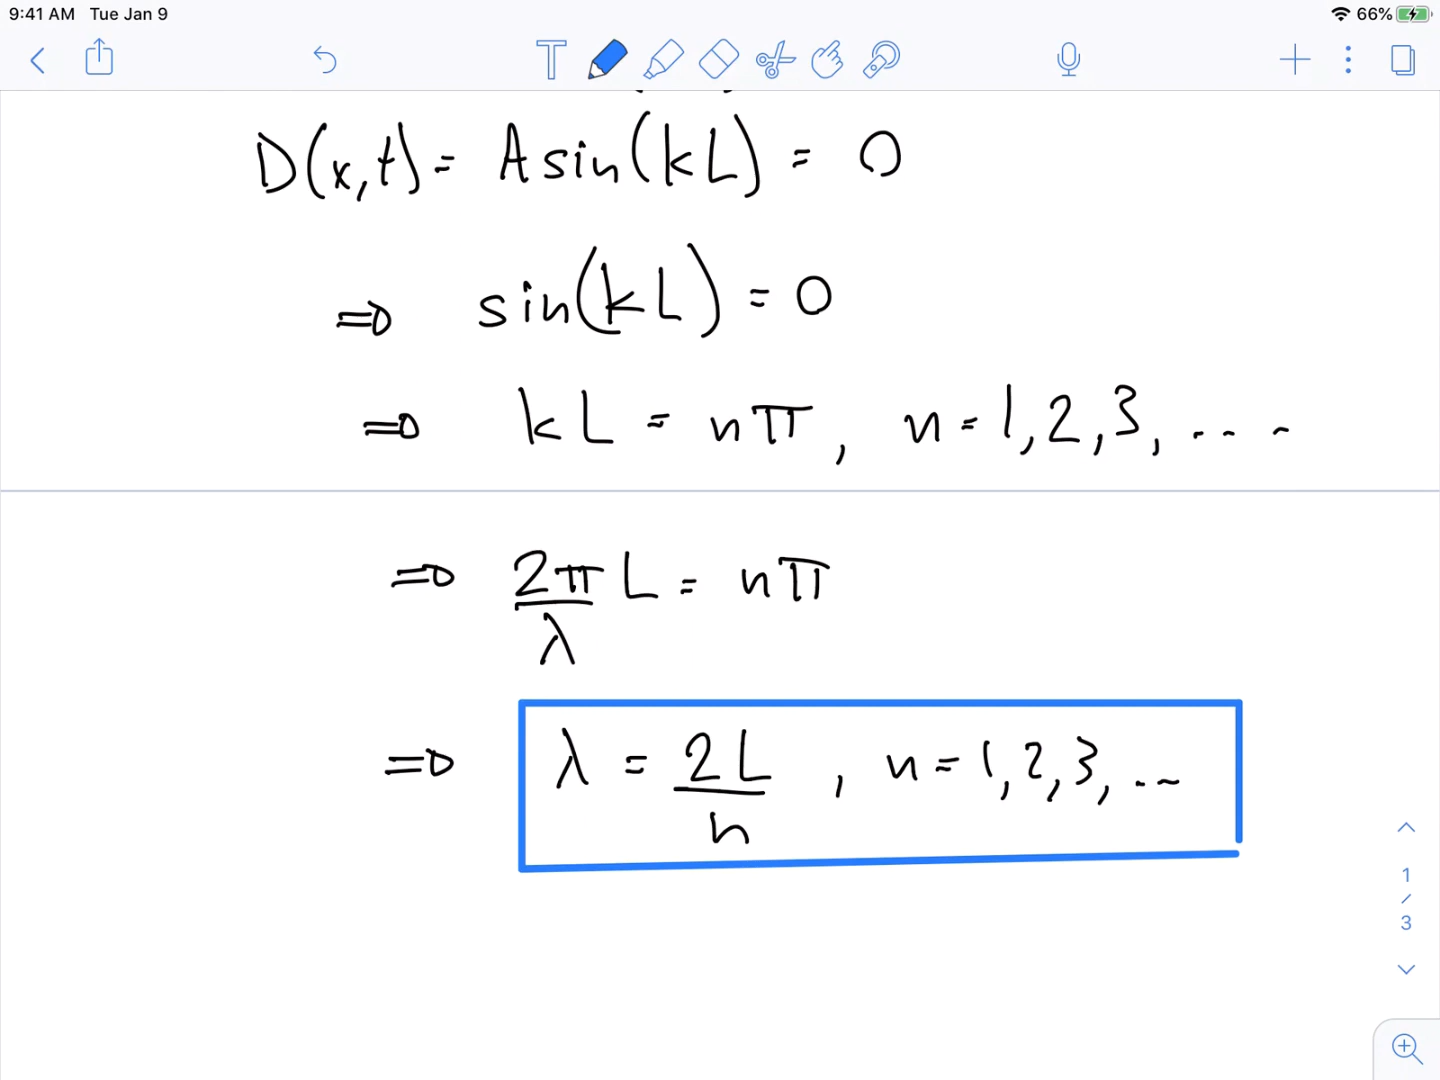 9:41 AM Tue Jan 9 66%
T
D(x,t) = A sin(kL) = 0
⇒ sin(kL) = 0
⇒ kL = nπ, n = 1,2,3, ....
⇒ 2π/λ L = nπ
⇒ λ = 2L/n , n = 1,2,3, ...
1
/
3